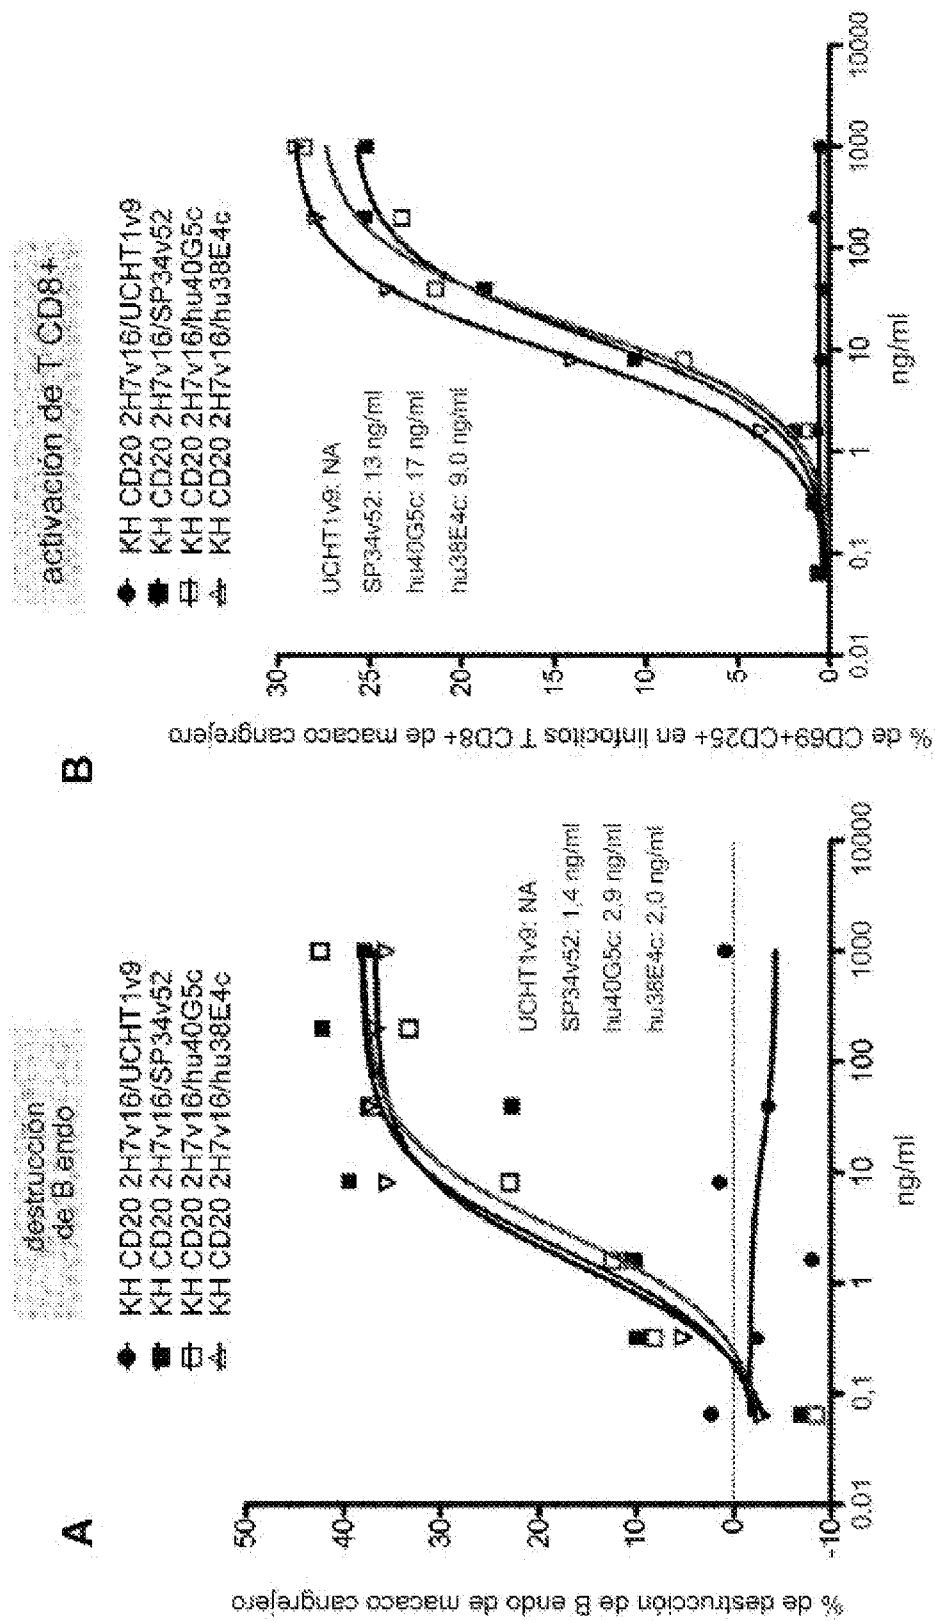 A
destrucción
de B endo
KH CD20 2H7v16/UCHT1v9
KH CD20 2H7v16/SP34v52
KH CD20 2H7v16/hu40G5c
KH CD20 2H7v16/hu38E4c
% de destrucción de B endo de macaco cangrejero
50
40
30
20
10
0
-10
UCHT1v9: NA
SP34v52: 1,4 ng/ml
hu40G5c: 2,9 ng/ml
hu38E4c: 2,0 ng/ml
0.01
0,1
1
10
100
1000
10000
ng/ml
B
activación de T CD8+
KH CD20 2H7v16/UCHT1v9
KH CD20 2H7v16/SP34v52
KH CD20 2H7v16/hu40G5c
KH CD20 2H7v16/hu38E4c
% de CD69+CD25+ en linfocitos T CD8+ de macaco cangrejero
30
25
20
15
10
5
0
UCHT1v9: NA
SP34v52: 13 ng/ml
hu40G5c: 17 ng/ml
hu38E4c: 9.0 ng/ml
0.01
0,1
1
10
100
1000
10000
ng/ml